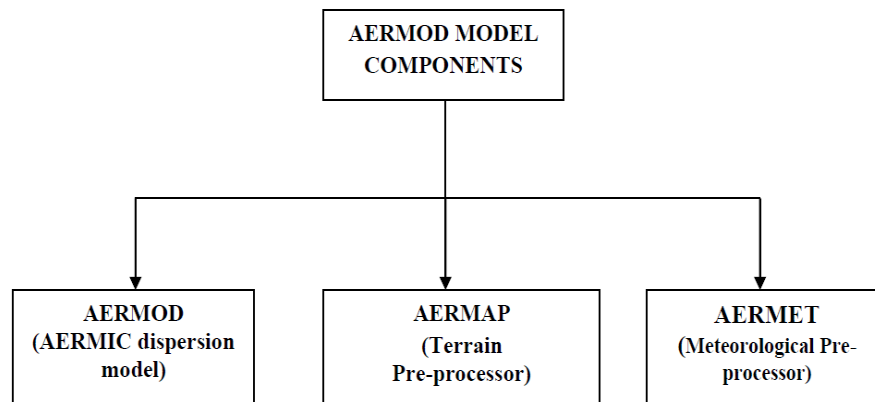 AERMOD MODEL
COMPONENTS
AERMOD
(AERMIC dispersion
model)
AERMAP
(Terrain
Pre-processor)
AERMET
(Meteorological Pre-
processor)